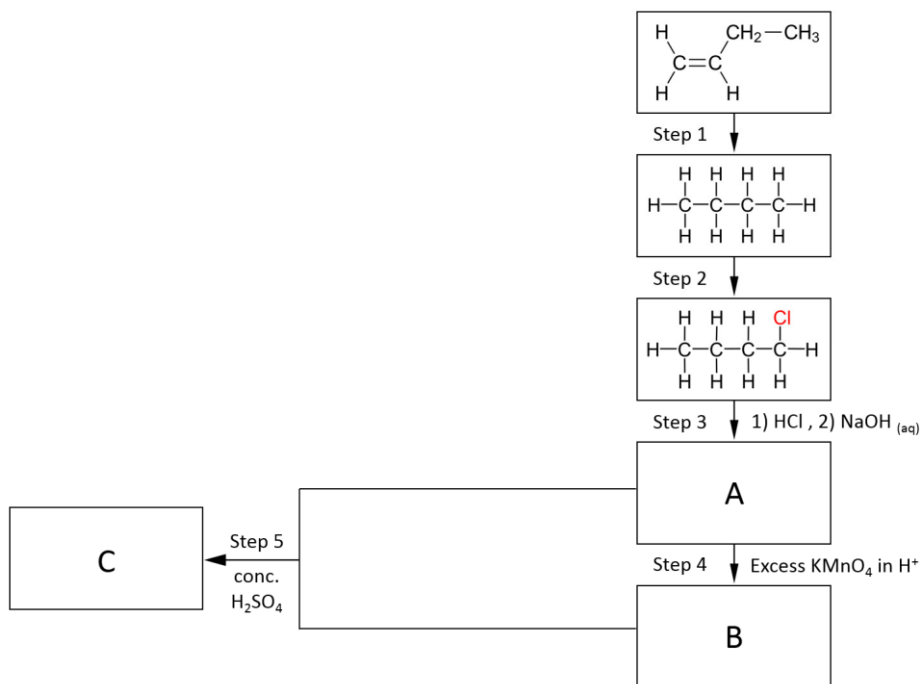 H CH₂—CH₃
C=C
H H
Step 1
H H H H
H—C—C—C—C—H
H H H H
Step 2
H H H Cl
H—C—C—C—C—H
H H H H
Step 3 1) HCl , 2) NaOH (aq)
A
Step 4 Excess KMnO₄ in H⁺
B
Step 5
conc.
H₂SO₄
C